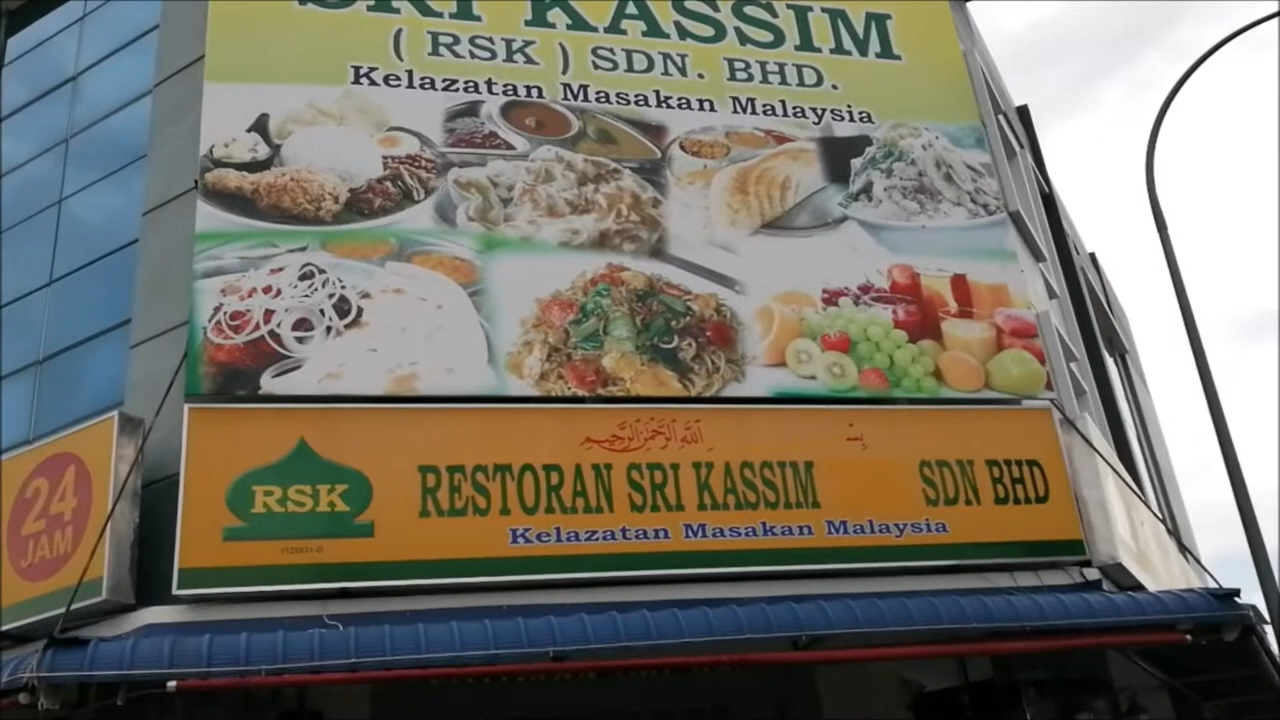 SRI KASSIM
( RSK ) SDN. BHD.
Kelazatan Masakan Malaysia
24
JAM
RSK
1125831-D
الله الرحمن الرحيم
بِسْ
RESTORAN SRI KASSIM SDN BHD
Kelazatan Masakan Malaysia